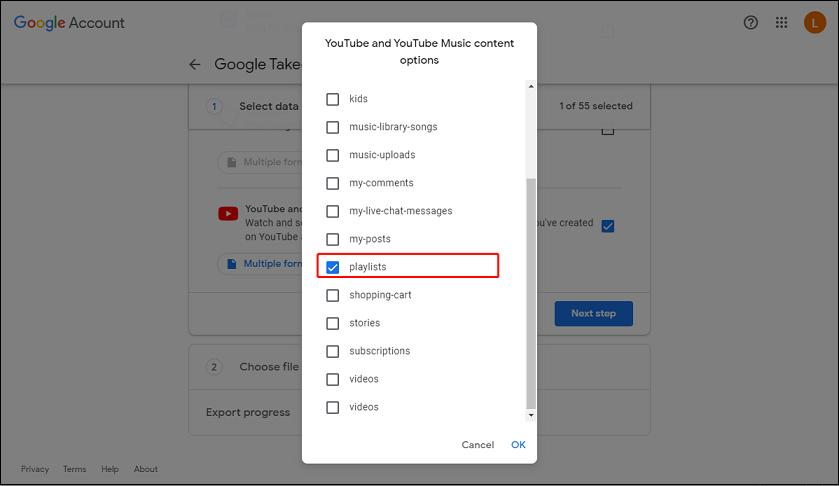 Google Account
L
Google Take
1
Select data
1 of 55 selected
Multiple form
YouTube and
Watch and se
ou've created
on YouTube a
Multiple form
Next step
2
Choose file
Export progress
Privacy Terms Help About
YouTube and YouTube Music content
options
kids
music-library-songs
music-uploads
my-comments
my-live-chat-messages
my-posts
playlists
shopping-cart
stories
subscriptions
videos
videos
Cancel OK